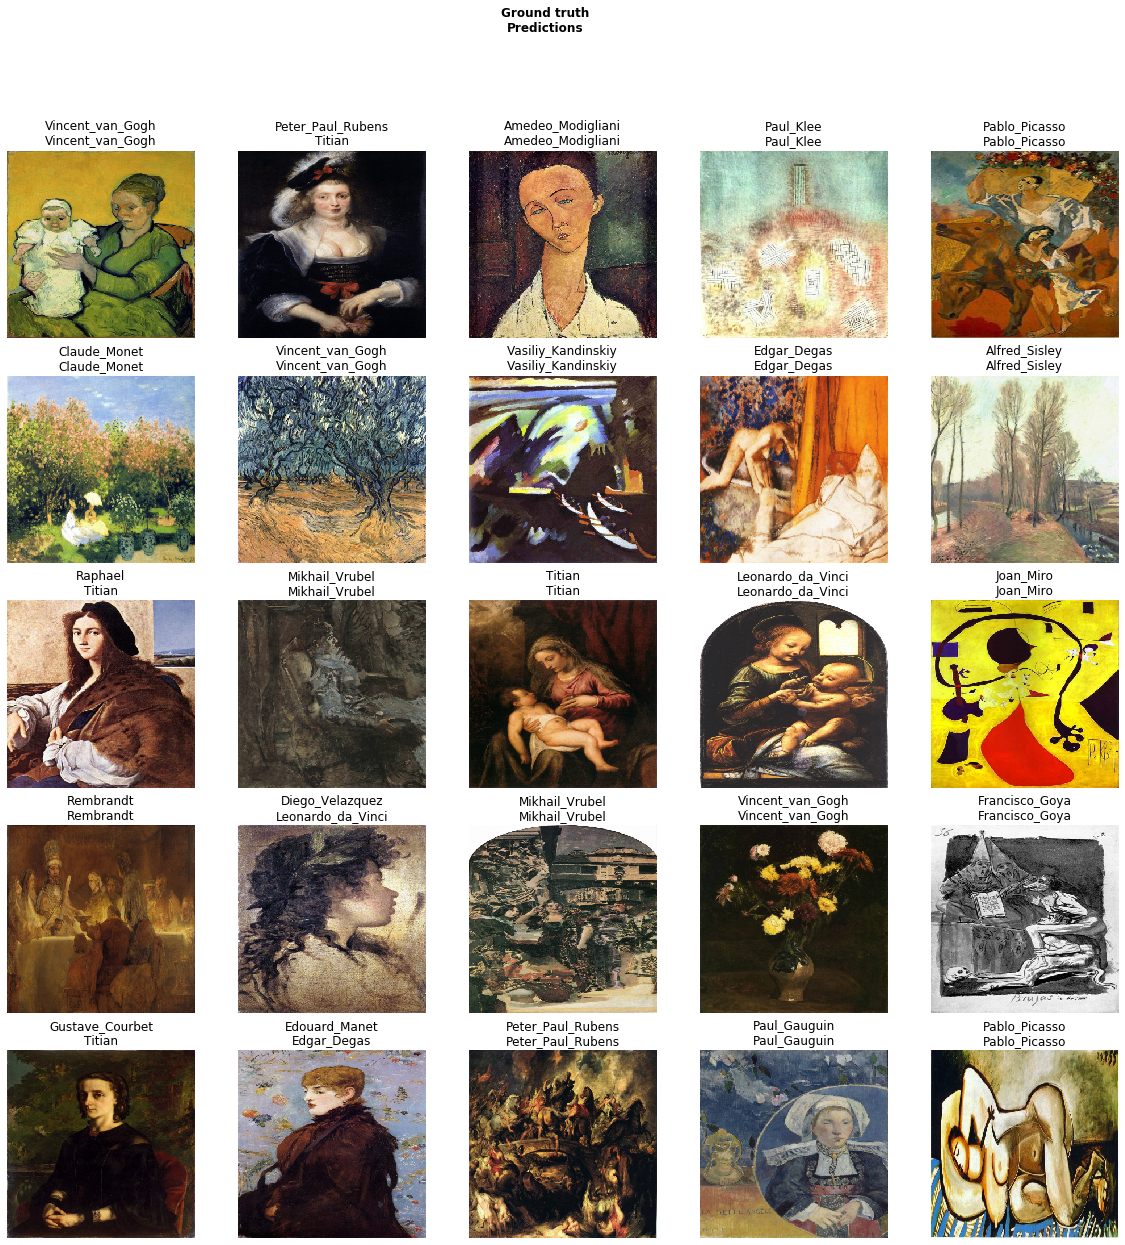 Ground truth
Predictions
Vincent_van_Gogh
Vincent_van_Gogh
Peter_Paul_Rubens
Titian
Amedeo_Modigliani
Amedeo_Modigliani
Paul_Klee
Paul_Klee
Pablo_Picasso
Pablo_Picasso
Claude_Monet
Claude_Monet
Vincent_van_Gogh
Vincent_van_Gogh
Vasiliy_Kandinskiy
Vasiliy_Kandinskiy
Edgar_Degas
Edgar_Degas
Alfred_Sisley
Alfred_Sisley
Raphael
Titian
Mikhail_Vrubel
Mikhail_Vrubel
Titian
Titian
Leonardo_da_Vinci
Leonardo_da_Vinci
Joan_Miro
Joan_Miro
Rembrandt
Rembrandt
Diego_Velazquez
Leonardo_da_Vinci
Mikhail_Vrubel
Mikhail_Vrubel
Vincent_van_Gogh
Vincent_van_Gogh
Francisco_Goya
Francisco_Goya
Gustave_Courbet
Titian
Edouard_Manet
Edgar_Degas
Peter_Paul_Rubens
Peter_Paul_Rubens
Paul_Gauguin
Paul_Gauguin
Pablo_Picasso
Pablo_Picasso